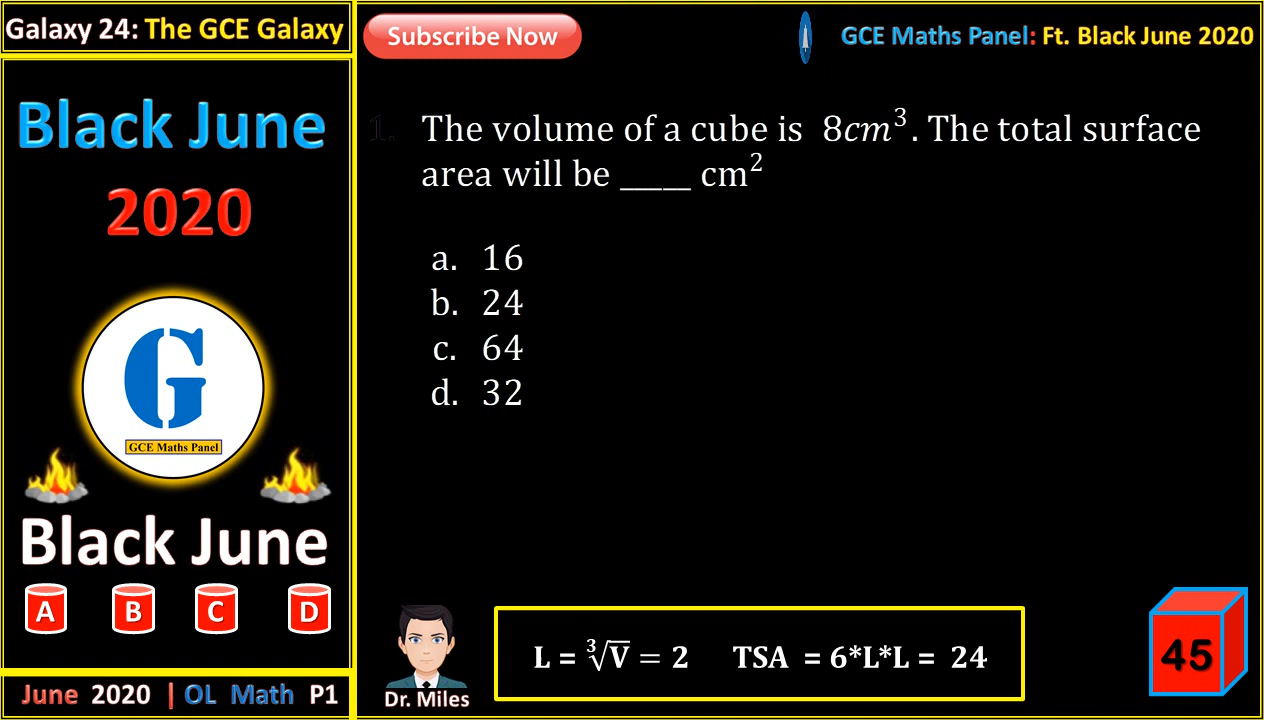 Galaxy 24: The GCE Galaxy
Subscribe Now
GCE Maths Panel: Ft. Black June 2020
Black June
2020
G
GCE Maths Panel
Black June
A B C D
June 2020 | OL Math P1
1. The volume of a cube is 8cm³. The total surface
area will be _____ cm²
a. 16
b. 24
c. 64
d. 32
Dr. Miles
L = ∛V = 2 TSA = 6*L*L = 24
45